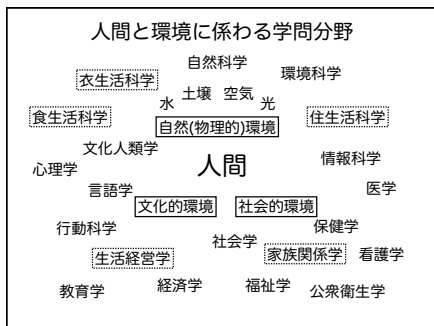 人間と環境に係わる学問分野
自然科学
衣生活科学
環境科学
水
土壌
空気
光
食生活科学
自然(物理的)環境
住生活科学
文化人類学
人間
情報科学
心理学
言語学
医学
文化的環境
社会的環境
行動科学
保健学
社会学
生活経営学
家族関係学
看護学
教育学
経済学
福祉学
公衆衛生学